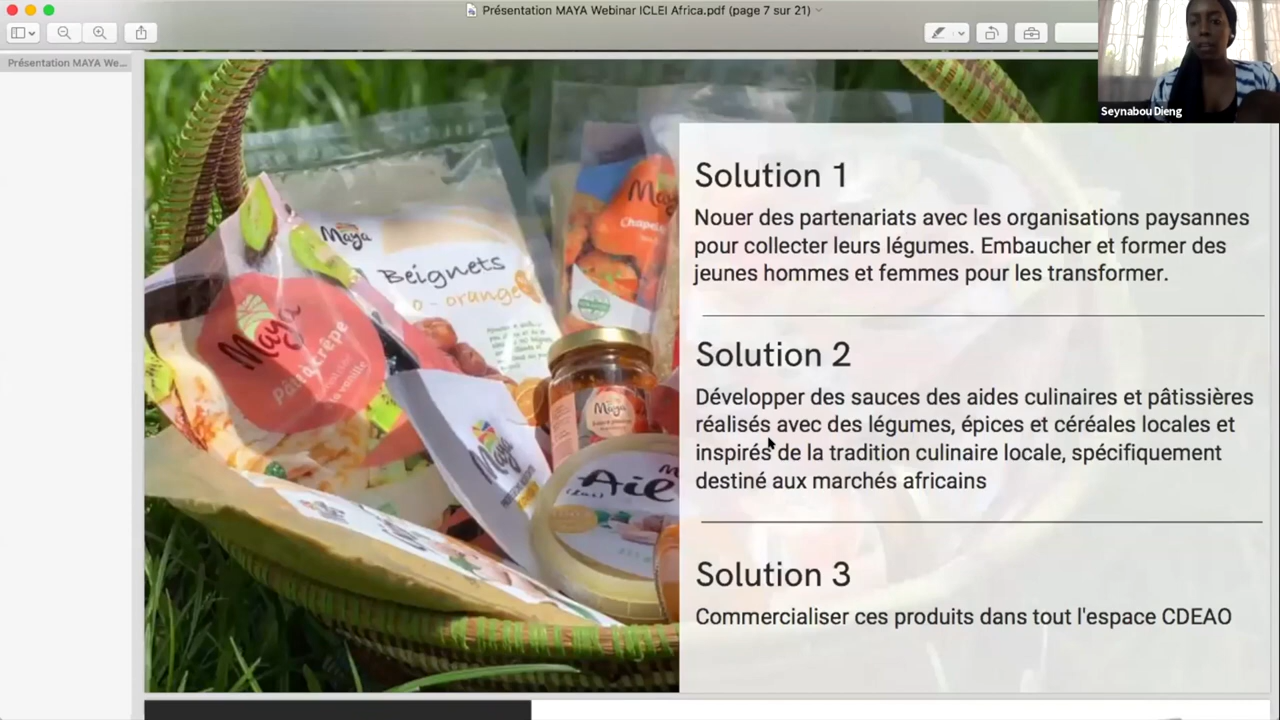 Présentation MAYA Webinar ICLEI Africa.pdf (page 7 sur 21)
Présentation MAYA We...
Seynabou Dieng
Solution 1
Nouer des partenariats avec les organisations paysannes
pour collecter leurs légumes. Embaucher et former des
jeunes hommes et femmes pour les transformer.
Solution 2
Développer des sauces des aides culinaires et pâtissières
réalisés avec des légumes, épices et céréales locales et
inspirés de la tradition culinaire locale, spécifiquement
destiné aux marchés africains
Solution 3
Commercialiser ces produits dans tout l'espace CDEAO
Maya
Beignets
o - orange
Maya
Chapel
Maya
Pâte à crêpe
vanille
Maya
Maya
Ail